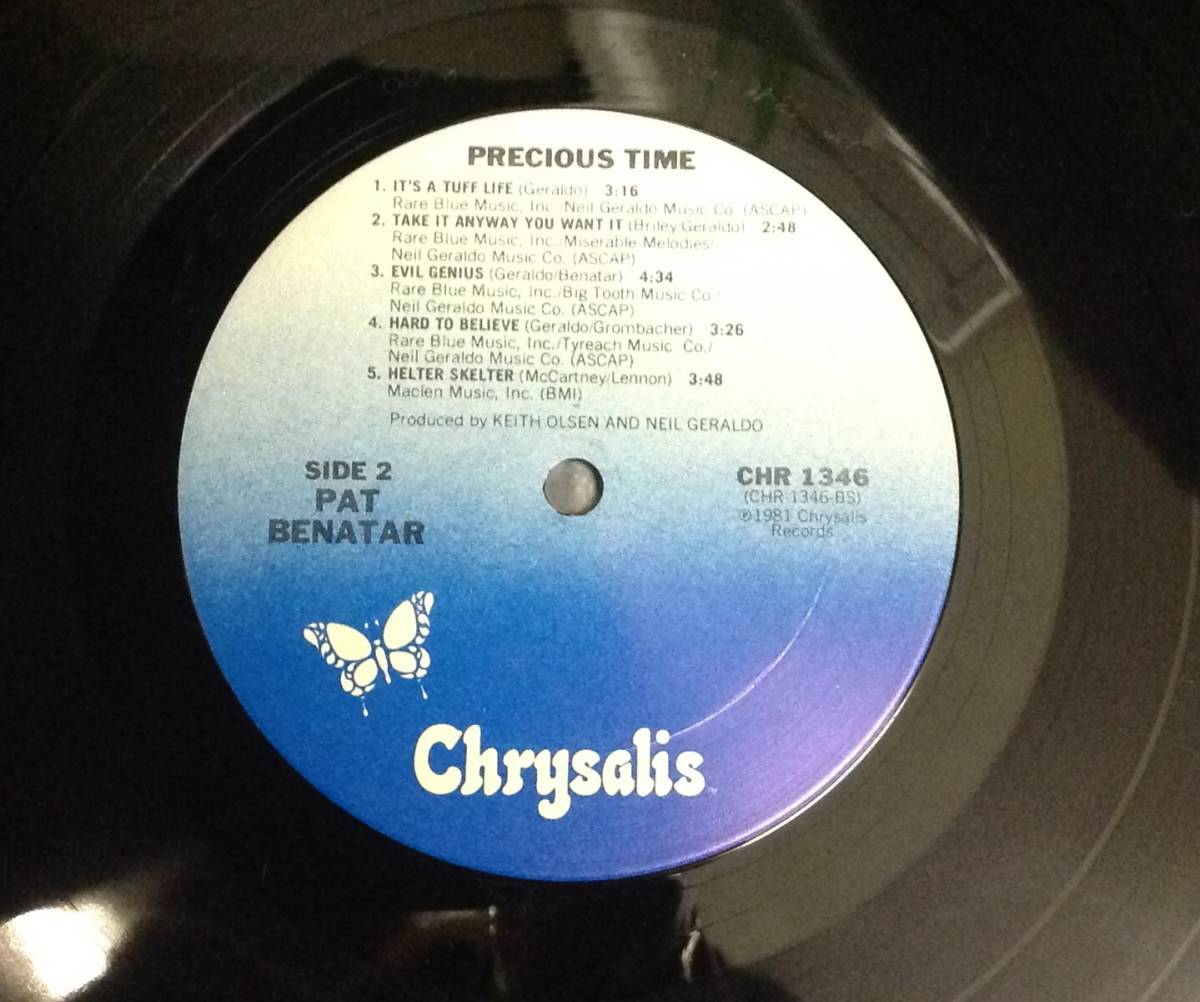 PRECIOUS TIME
1. IT'S A TUFF LIFE (Geraldo) 3:16
Rare Blue Music, Inc./Neil Geraldo Music Co. (ASCAP)
2. TAKE IT ANYWAY YOU WANT IT (Briley/Geraldo) 2:48
Rare Blue Music, Inc./Miserable Melodies/
Neil Geraldo Music Co. (ASCAP)
3. EVIL GENIUS (Geraldo/Benatar) 4:34
Rare Blue Music, Inc./Big Tooth Music Co./
Neil Geraldo Music Co. (ASCAP)
4. HARD TO BELIEVE (Geraldo/Grombacher) 3:26
Rare Blue Music, Inc./Tyreach Music Co./
Neil Geraldo Music Co. (ASCAP)
5. HELTER SKELTER (McCartney/Lennon) 3:48
Maclen Music, Inc. (BMI)
Produced by KEITH OLSEN AND NEIL GERALDO
SIDE 2
PAT
BENATAR
CHR 1346
(CHR-1346-BS)
℗1981 Chrysalis
Records
Chrysalis